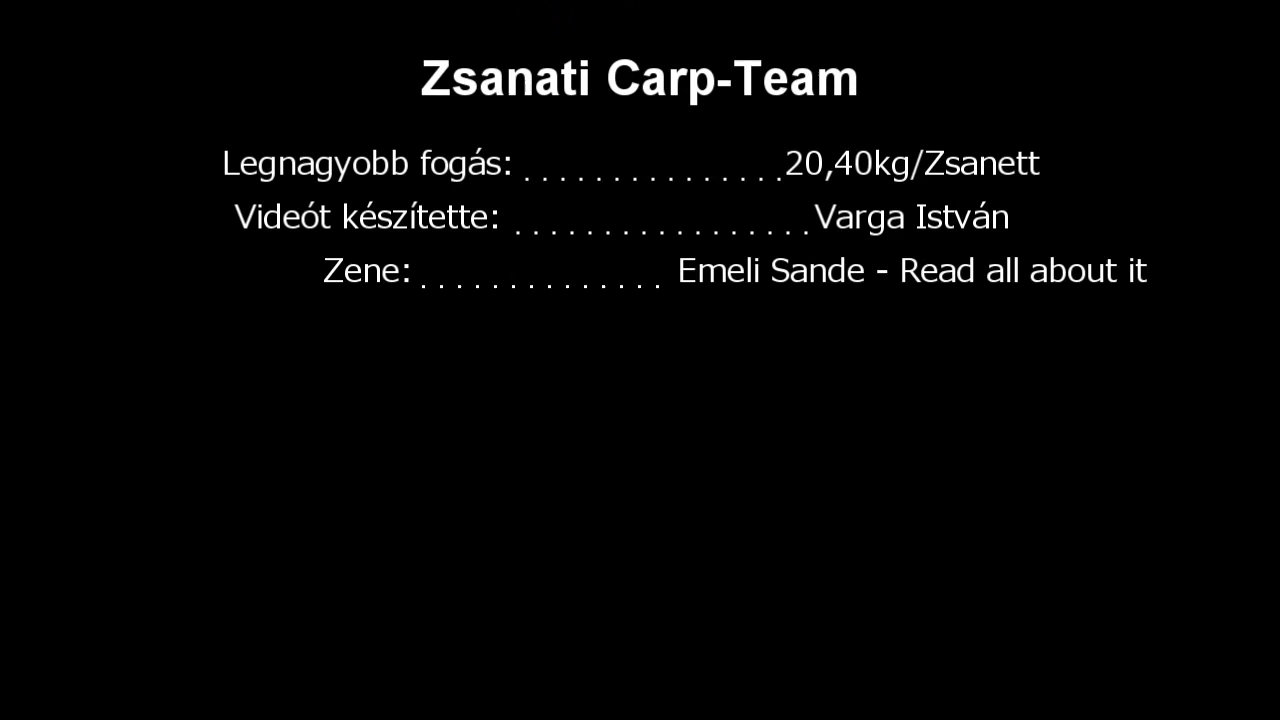 Zsanati Carp-Team
Legnagyobb fogás: . . . . . . . . . . . . . . .20,40kg/Zsanett
Videót készítette: . . . . . . . . . . . . . . . . .Varga István
Zene: . . . . . . . . . . . . . . Emeli Sande - Read all about it